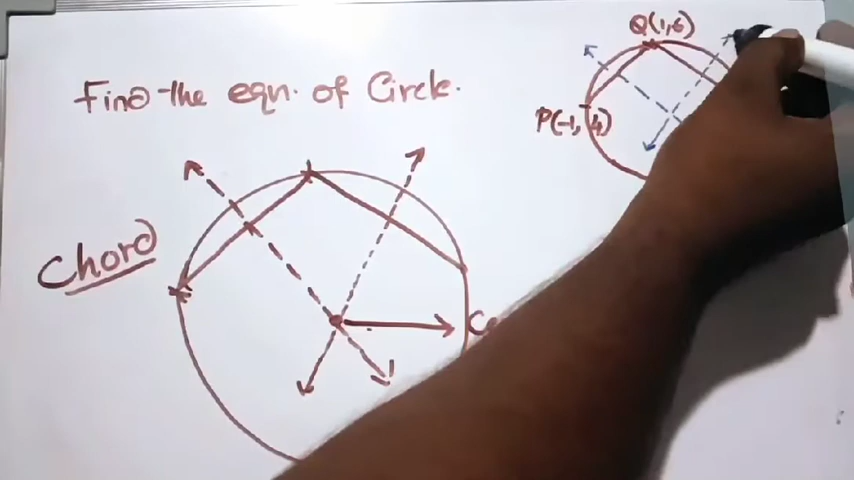 Find the eqn. of Circle.
Q(1,6)
P(-1, 4)
Chord